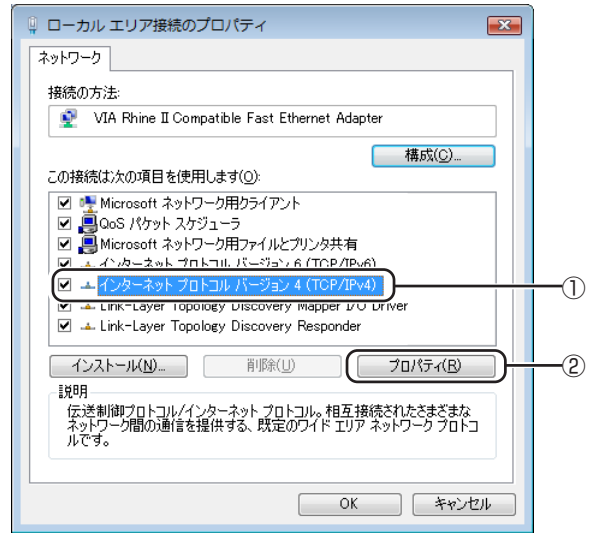 ローカル エリア接続のプロパティ
ネットワーク
接続の方法:
VIA Rhine II Compatible Fast Ethernet Adapter
構成(C)...
この接続は次の項目を使用します(O):
Microsoft ネットワーク用クライアント
QoS パケット スケジューラ
Microsoft ネットワーク用ファイルとプリンタ共有
インターネット プロトコル バージョン 6 (TCP/IPv6)
インターネット プロトコル バージョン 4 (TCP/IPv4)
①
Link-Layer Topology Discovery Mapper I/O Driver
Link-Layer Topology Discovery Responder
インストール(N)...
削除(U)
プロパティ(R)
②
説明
伝送制御プロトコル/インターネット プロトコル。相互接続されたさまざまな
ネットワーク間の通信を提供する、既定のワイド エリア ネットワーク プロトコ
ルです。
OK
キャンセル